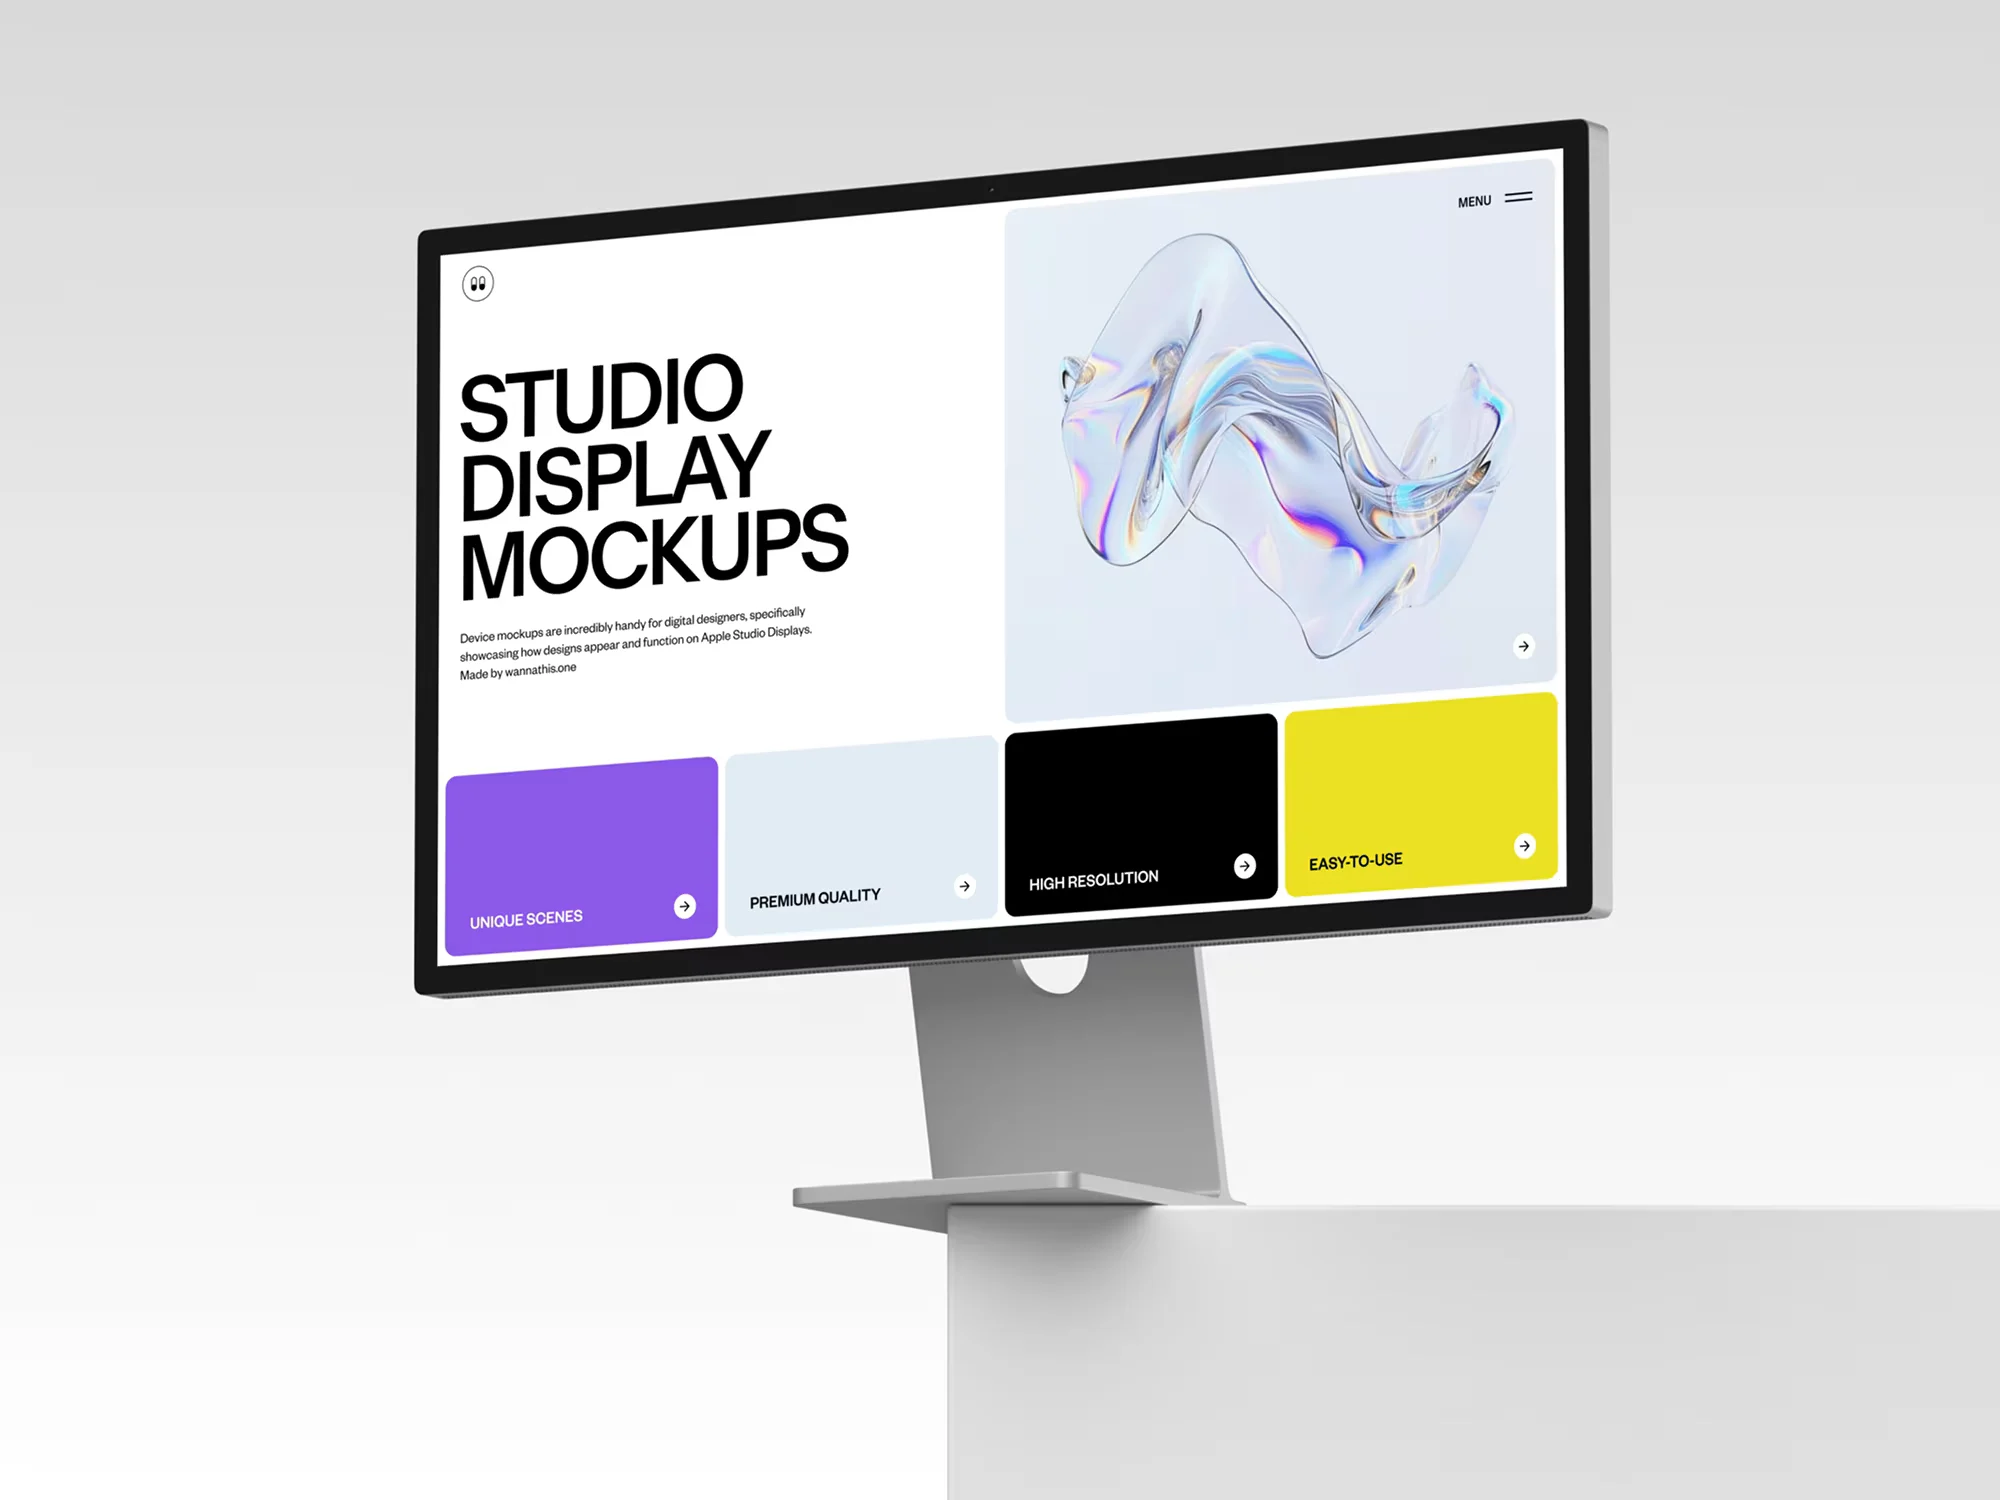 MENU
STUDIO
DISPLAY
MOCKUPS
Device mockups are incredibly handy for digital designers, specifically
showcasing how designs appear and function on Apple Studio Displays.
Made by wannathis.one
UNIQUE SCENES
PREMIUM QUALITY
HIGH RESOLUTION
EASY-TO-USE